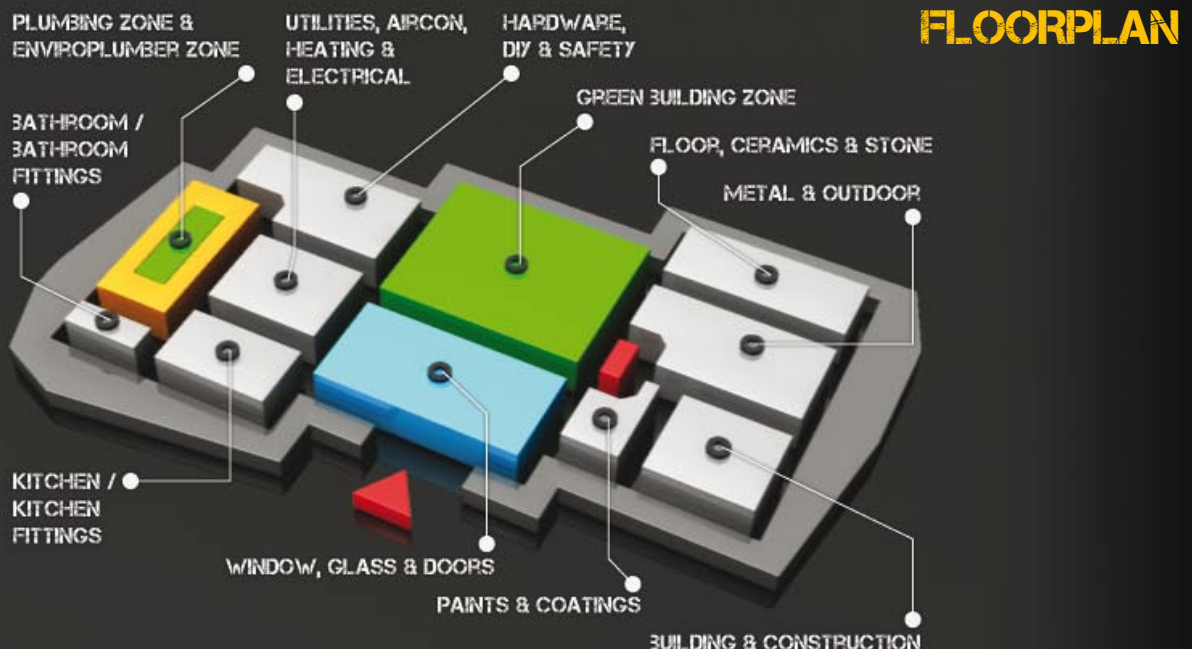 FLOORPLAN
PLUMBING ZONE &
ENVIROPLUMBER ZONE
UTILITIES, AIRCON,
HEATING &
ELECTRICAL
HARDWARE,
DIY & SAFETY
GREEN BUILDING ZONE
BATHROOM /
BATHROOM
FITTINGS
FLOOR, CERAMICS & STONE
METAL & OUTDOOR
KITCHEN /
KITCHEN
FITTINGS
WINDOW, GLASS & DOORS
PAINTS & COATINGS
BUILDING & CONSTRUCTION